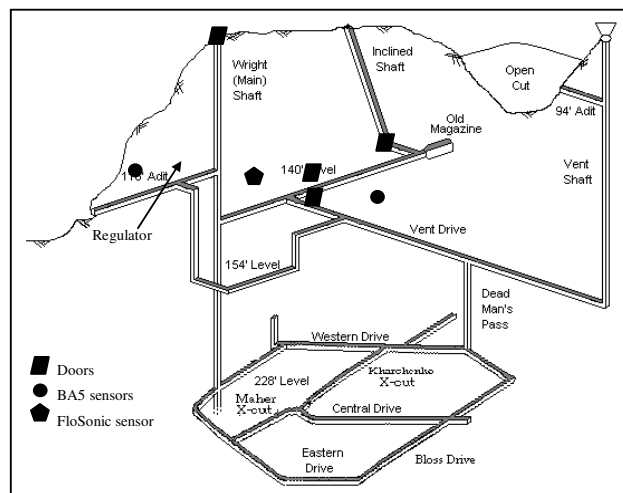 Wright
(Main)
Shaft
Inclined
Shaft
Open
Cut
Old
Magazine
94' Adit
118' Adit
140' Level
Vent
Shaft
Regulator
Vent Drive
154' Level
Dead
Man's
Pass
Western Drive
Doors
BA5 sensors
FloSonic sensor
228' Level
Kharchenko
X-cut
Maher
X-cut
Central Drive
Eastern
Drive
Bloss Drive